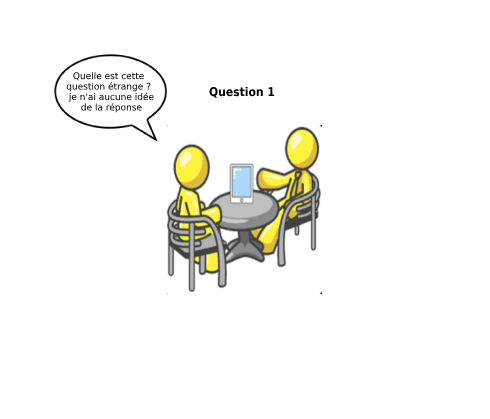 Quelle est cette
question étrange ?
je n'ai aucune idée
de la réponse
Question 1